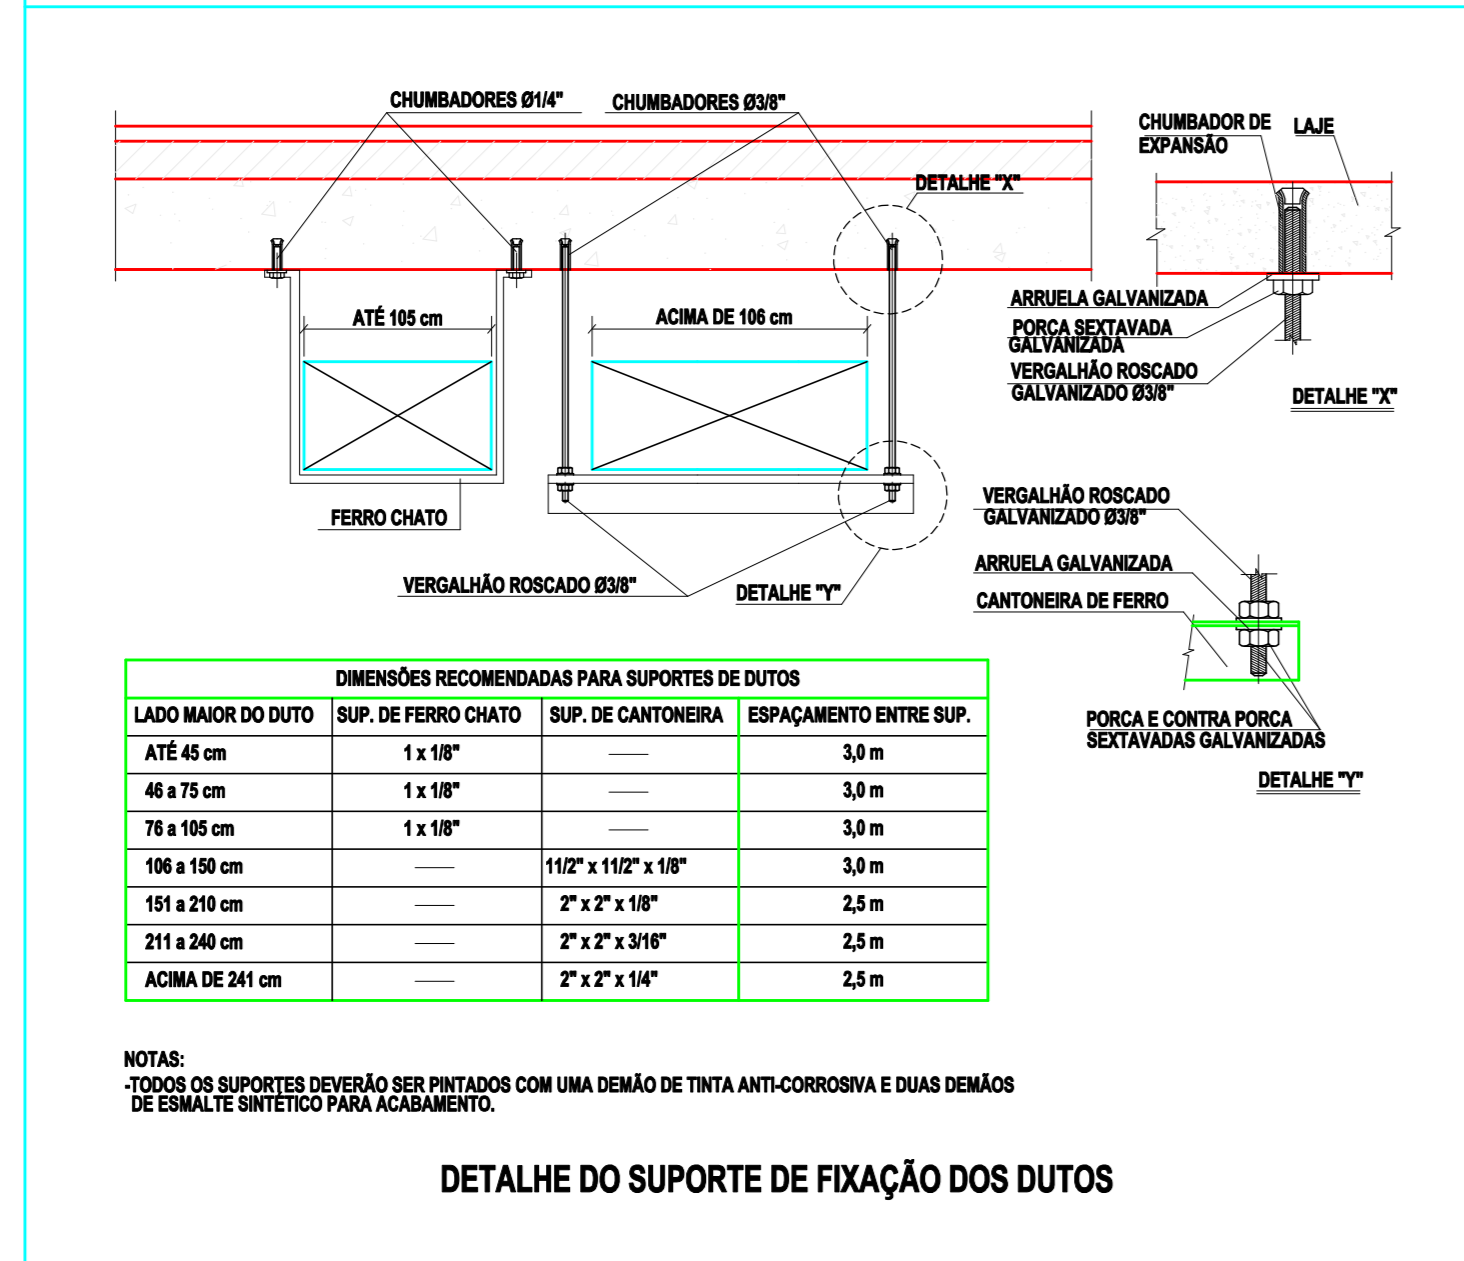 CHUMBADORES Ø1/4"
CHUMBADORES Ø3/8"
DETALHE "X"
ATÉ 105 cm
ACIMA DE 106 cm
FERRO CHATO
VERGALHÃO ROSCADO Ø3/8"
DETALHE "Y"
CHUMBADOR DE
EXPANSÃO
LAJE
ARRUELA GALVANIZADA
PORCA SEXTAVADA
GALVANIZADA
VERGALHÃO ROSCADO
GALVANIZADO Ø3/8"
DETALHE "X"
VERGALHÃO ROSCADO
GALVANIZADO Ø3/8"
ARRUELA GALVANIZADA
CANTONEIRA DE FERRO
PORCA E CONTRA PORCA
SEXTAVADAS GALVANIZADAS
DETALHE "Y"
DIMENSÕES RECOMENDADAS PARA SUPORTES DE DUTOS
LADO MAIOR DO DUTO SUP. DE FERRO CHATO SUP. DE CANTONEIRA ESPAÇAMENTO ENTRE SUP.
ATÉ 45 cm 1 x 1/8" —— 3,0 m
46 a 75 cm 1 x 1/8" —— 3,0 m
76 a 105 cm 1 x 1/8" —— 3,0 m
106 a 150 cm —— 11/2" x 11/2" x 1/8" 3,0 m
151 a 210 cm —— 2" x 2" x 1/8" 2,5 m
211 a 240 cm —— 2" x 2" x 3/16" 2,5 m
ACIMA DE 241 cm —— 2" x 2" x 1/4" 2,5 m
NOTAS:
-TODOS OS SUPORTES DEVERÃO SER PINTADOS COM UMA DEMÃO DE TINTA ANTI-CORROSIVA E DUAS DEMÃOS
DE ESMALTE SINTÉTICO PARA ACABAMENTO.
DETALHE DO SUPORTE DE FIXAÇÃO DOS DUTOS